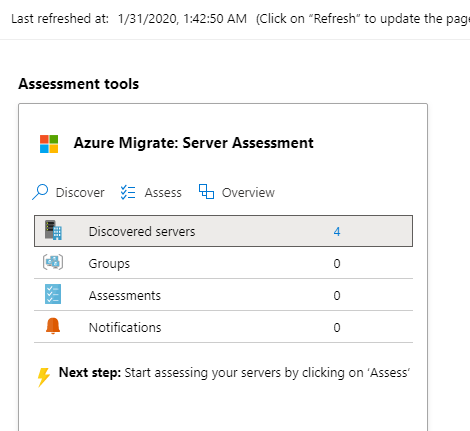 Last refreshed at: 1/31/2020, 1:42:50 AM (Click on “Refresh” to update the page
Assessment tools
Azure Migrate: Server Assessment
Discover Assess Overview
Discovered servers 4
Groups 0
Assessments 0
Notifications 0
Next step: Start assessing your servers by clicking on ‘Assess’